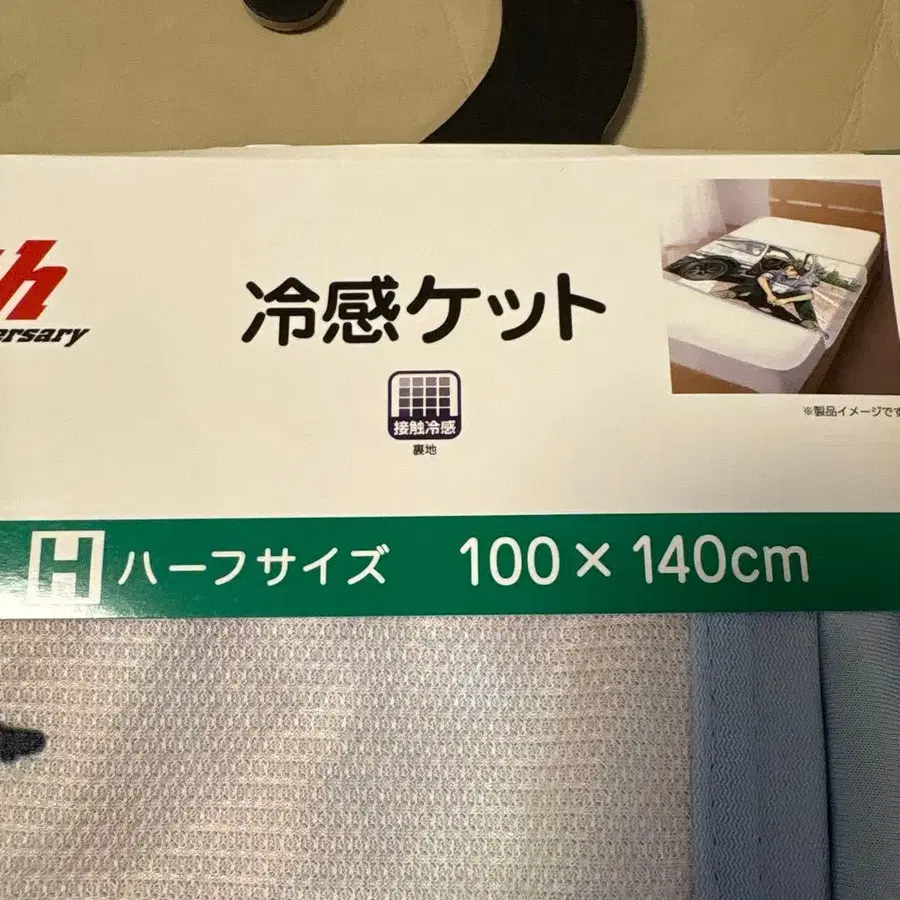 th
ersary
冷感ケット
接触冷感
裏地
※製品イメージです
H ハーフサイズ 100×140cm